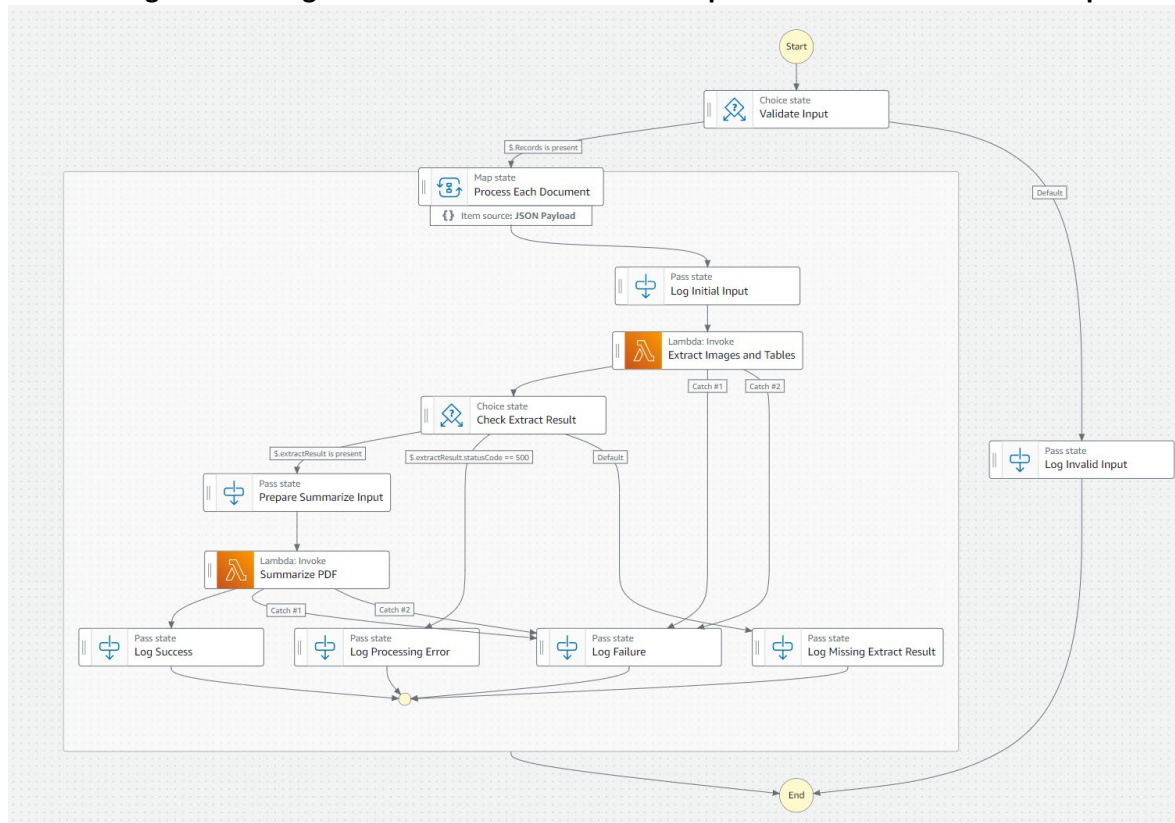 Start
Choice state
Validate Input
$.Records is present
Map state
Process Each Document
{} Item source: JSON Payload
Default
Pass state
Log Initial Input
Lambda: Invoke
Extract Images and Tables
Catch #1
Catch #2
Choice state
Check Extract Result
$.extractResult is present
$.extractResult.statusCode == 500
Default
Pass state
Log Invalid Input
Pass state
Prepare Summarize Input
Lambda: Invoke
Summarize PDF
Catch #1
Catch #2
Pass state
Log Success
Pass state
Log Processing Error
Pass state
Log Failure
Pass state
Log Missing Extract Result
End